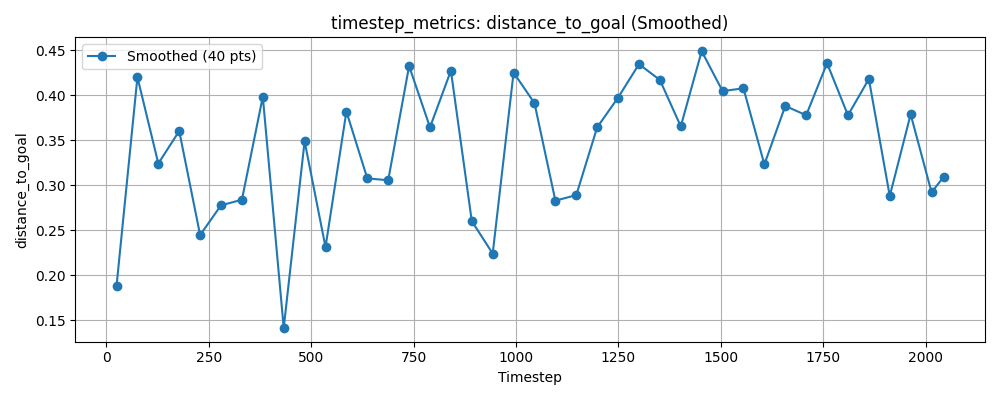 timestep_metrics: distance_to_goal (Smoothed)
Smoothed (40 pts)
distance_to_goal
0.45
0.40
0.35
0.30
0.25
0.20
0.15
0 250 500 750 1000 1250 1500 1750 2000
Timestep